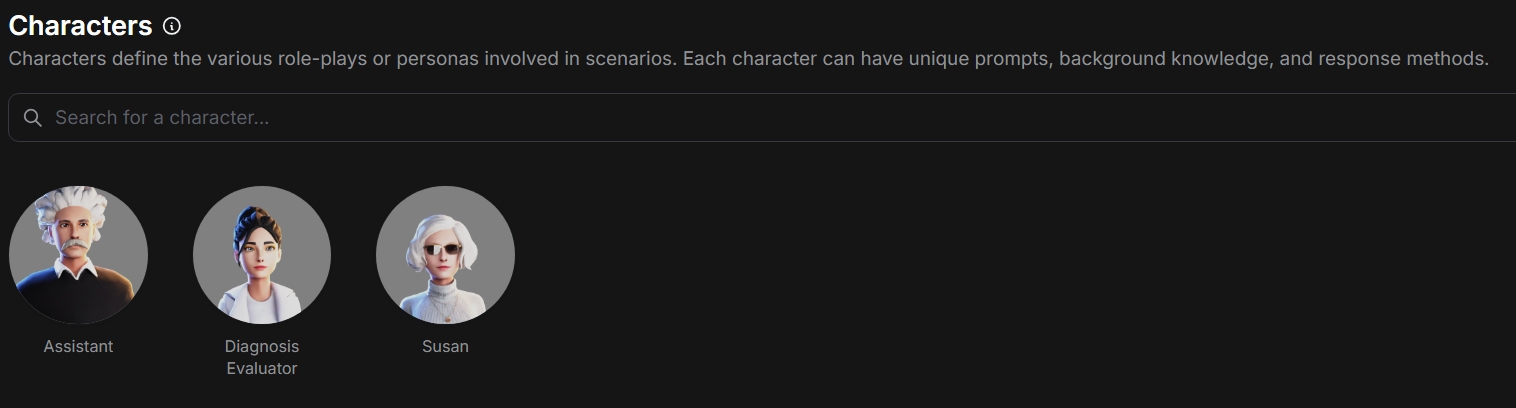 Characters
Characters define the various role-plays or personas involved in scenarios. Each character can have unique prompts, background knowledge, and response methods.
Search for a character...
Assistant
Diagnosis
Evaluator
Susan